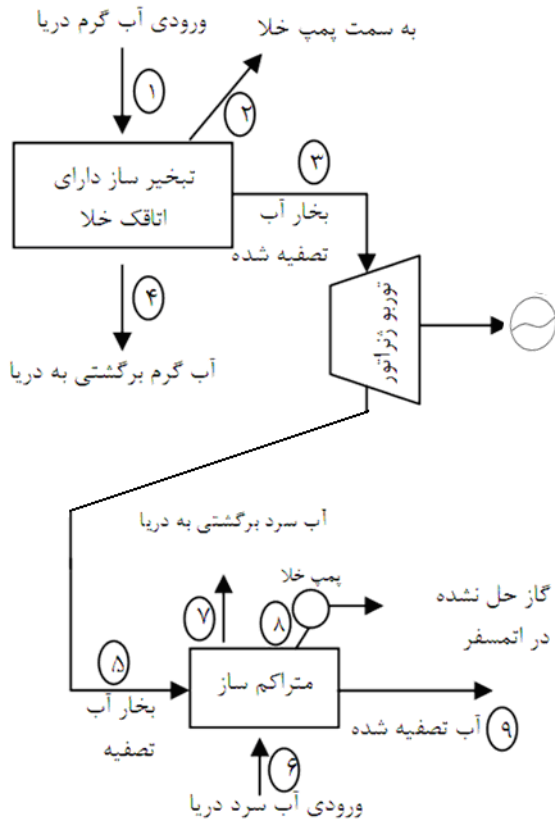 ورودی آب گرم دریا
به سمت پمپ خلا
۱
۲
۳
تبخیر ساز دارای
اتاقک خلا
بخار آب
تصفیه شده
۴
توربو ژنراتور
آب گرم برگشتی به دریا
آب سرد برگشتی به دریا
پمپ خلا
گاز حل نشده
در اتمسفر
۷
۸
۵
متراکم ساز
بخار آب
تصفیه
آب تصفیه شده
۹
۶
ورودی آب سرد دریا